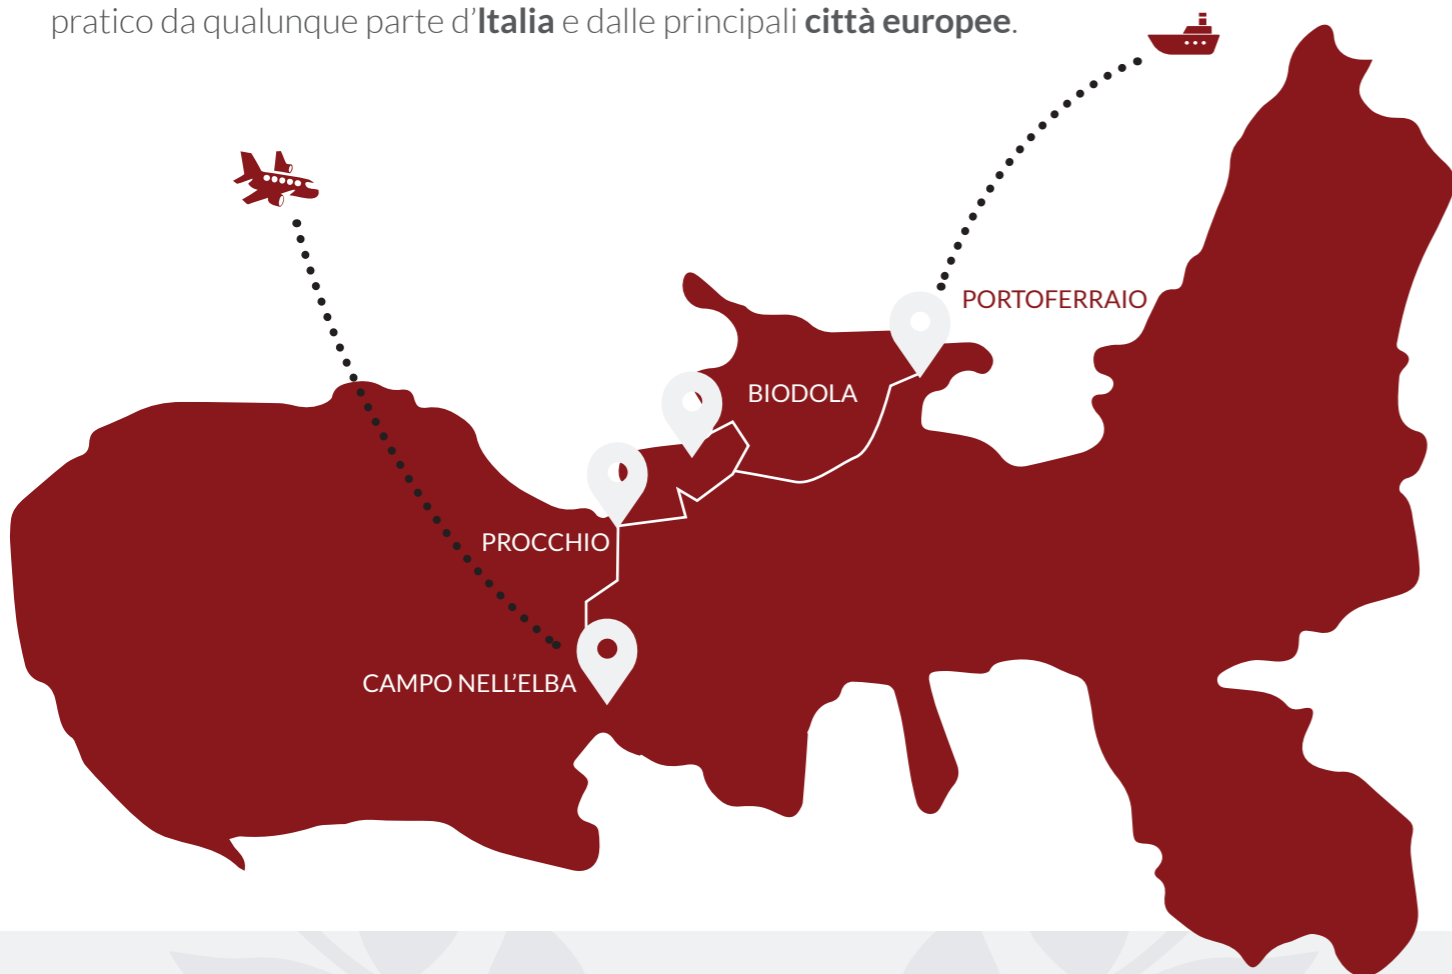 pratico da qualunque parte d’Italia e dalle principali città europee.
PORTOFERRAIO
BIODOLA
PROCCHIO
CAMPO NELL’ELBA